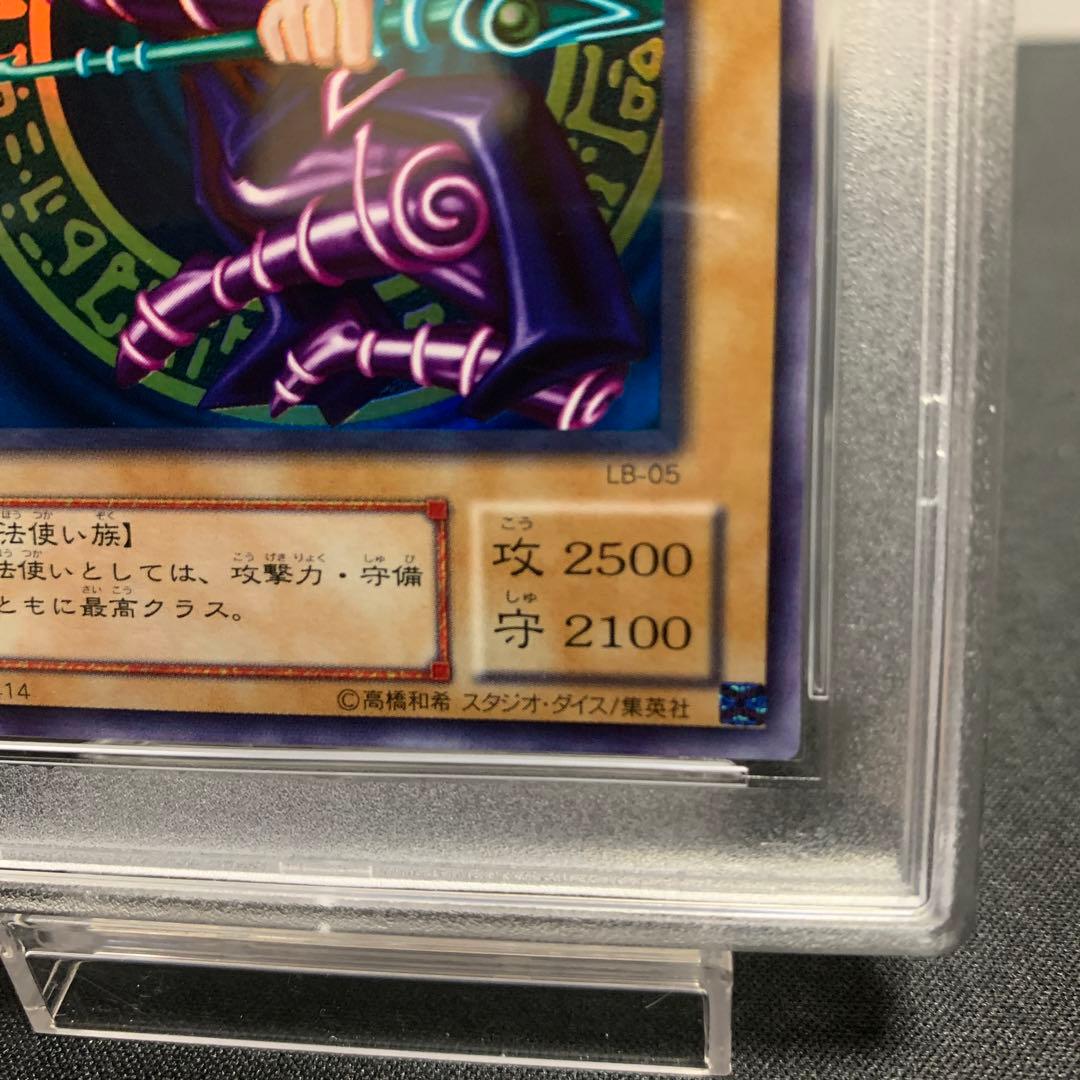 LB-05
法使い族】
法使いとしては、攻撃力・守備
ともに最高クラス。
攻 2500
守 2100
14
©高橋和希 スタジオ・ダイス/集英社